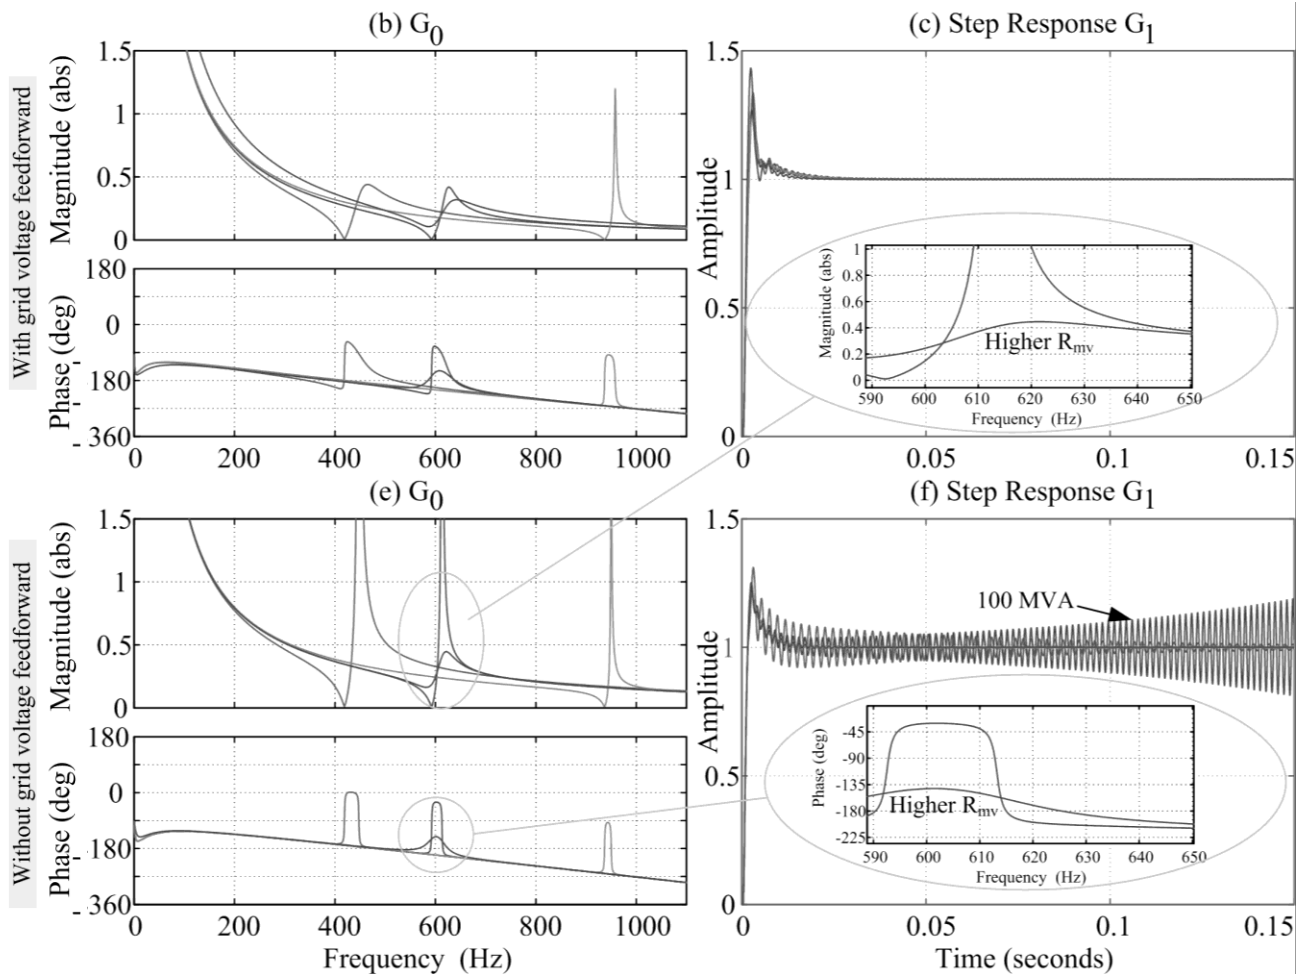 (b) G0
(c) Step Response G1
With grid voltage feedforward
Magnitude (abs)
1.5
1
0.5
0
Phase (deg)
180
0
- 180
- 360
0 200 400 600 800 1000
Amplitude
1.5
1
0.5
0
0 0.05 0.1 0.15
Magnitude (abs)
1
0.8
0.6
0.4
0.2
0
Higher Rmv
590 600 610 620 630 640 650
Frequency (Hz)
(e) G0
(f) Step Response G1
Without grid voltage feedforward
Magnitude (abs)
1.5
1
0.5
0
Phase (deg)
180
0
- 180
- 360
0 200 400 600 800 1000
Frequency (Hz)
Amplitude
1.5
1
0.5
0
100 MVA
Phase (deg)
-45
-90
-135
-180
-225
Higher Rmv
590 600 610 620 630 640 650
Frequency (Hz)
0 0.05 0.1 0.15
Time (seconds)